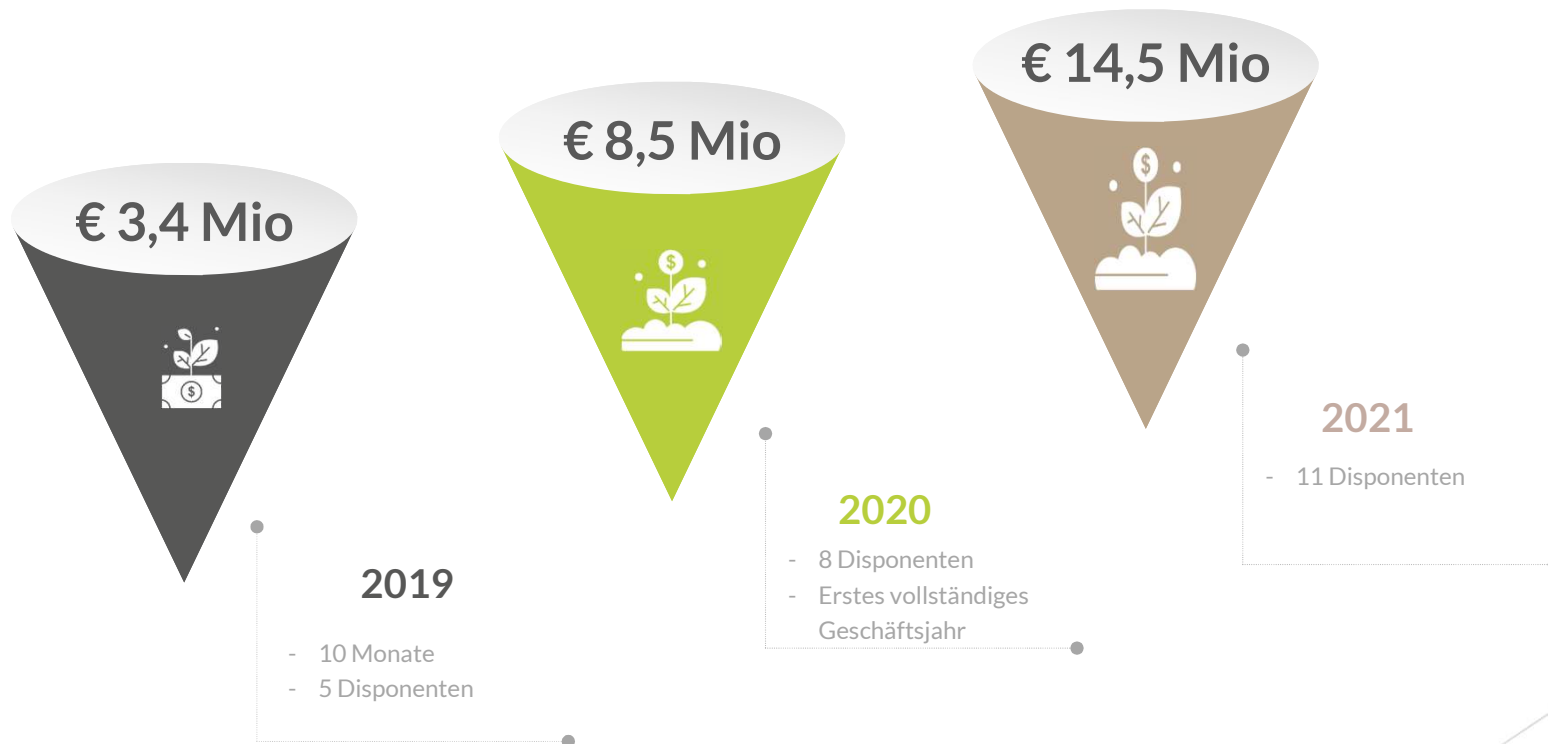 € 3,4 Mio
€ 8,5 Mio
€ 14,5 Mio
$
$
$
2019
- 10 Monate
- 5 Disponenten
2020
- 8 Disponenten
- Erstes vollständiges
Geschäftsjahr
2021
- 11 Disponenten